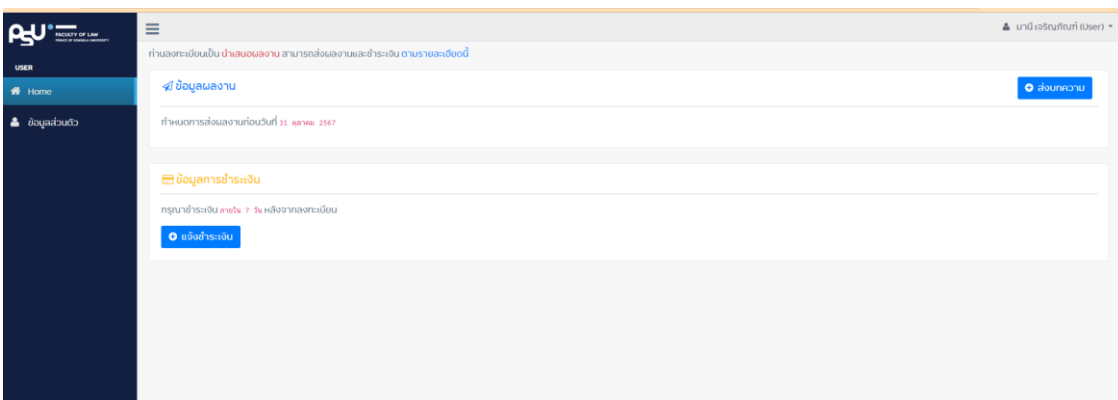 PSU FACULTY OF LAW
PRINCE OF SONGKLA UNIVERSITY
มานี เจริญภัณฑ์ (User)
ท่านลงทะเบียนเป็น นำเสนอผลงาน สามารถส่งผลงานและชำระเงิน ตามรายละเอียดนี้
USER
Home
ข้อมูลส่วนตัว
ข้อมูลผลงาน
ส่งบทความ
กำหนดการส่งผลงานก่อนวันที่ 31 ตุลาคม 2567
ข้อมูลการชำระเงิน
กรุณาชำระเงิน ภายใน 7 วัน หลังจากลงทะเบียน
แจ้งชำระเงิน